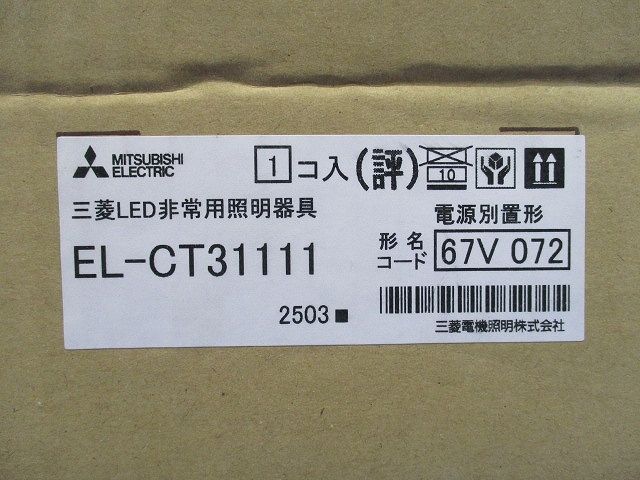 MITSUBISHI
ELECTRIC
1 コ入 (評) 10
三菱LED非常用照明器具
電源別置形
EL-CT31111
形名
コード
67V 072
2503■
三菱電機照明株式会社